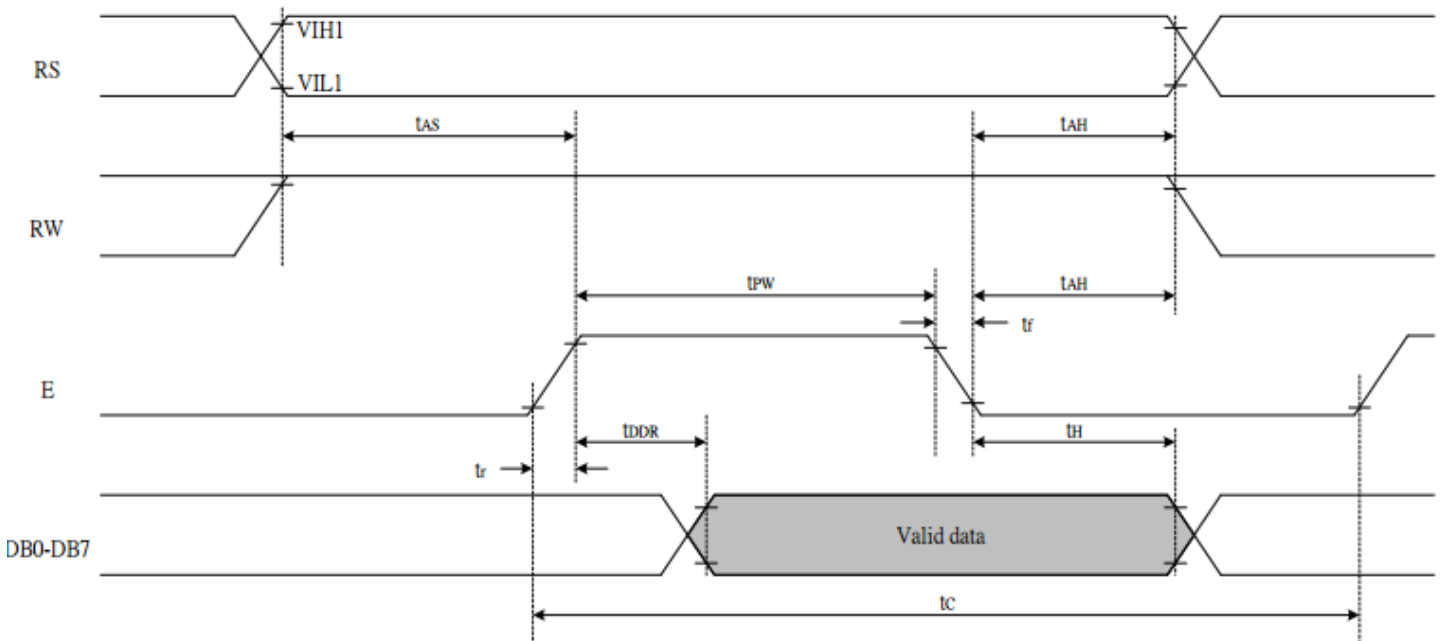 VIH1
RS
VIL1
tAS
tAH
RW
tPW
tAH
tf
E
tDDR
tH
tr
Valid data
DB0-DB7
tC